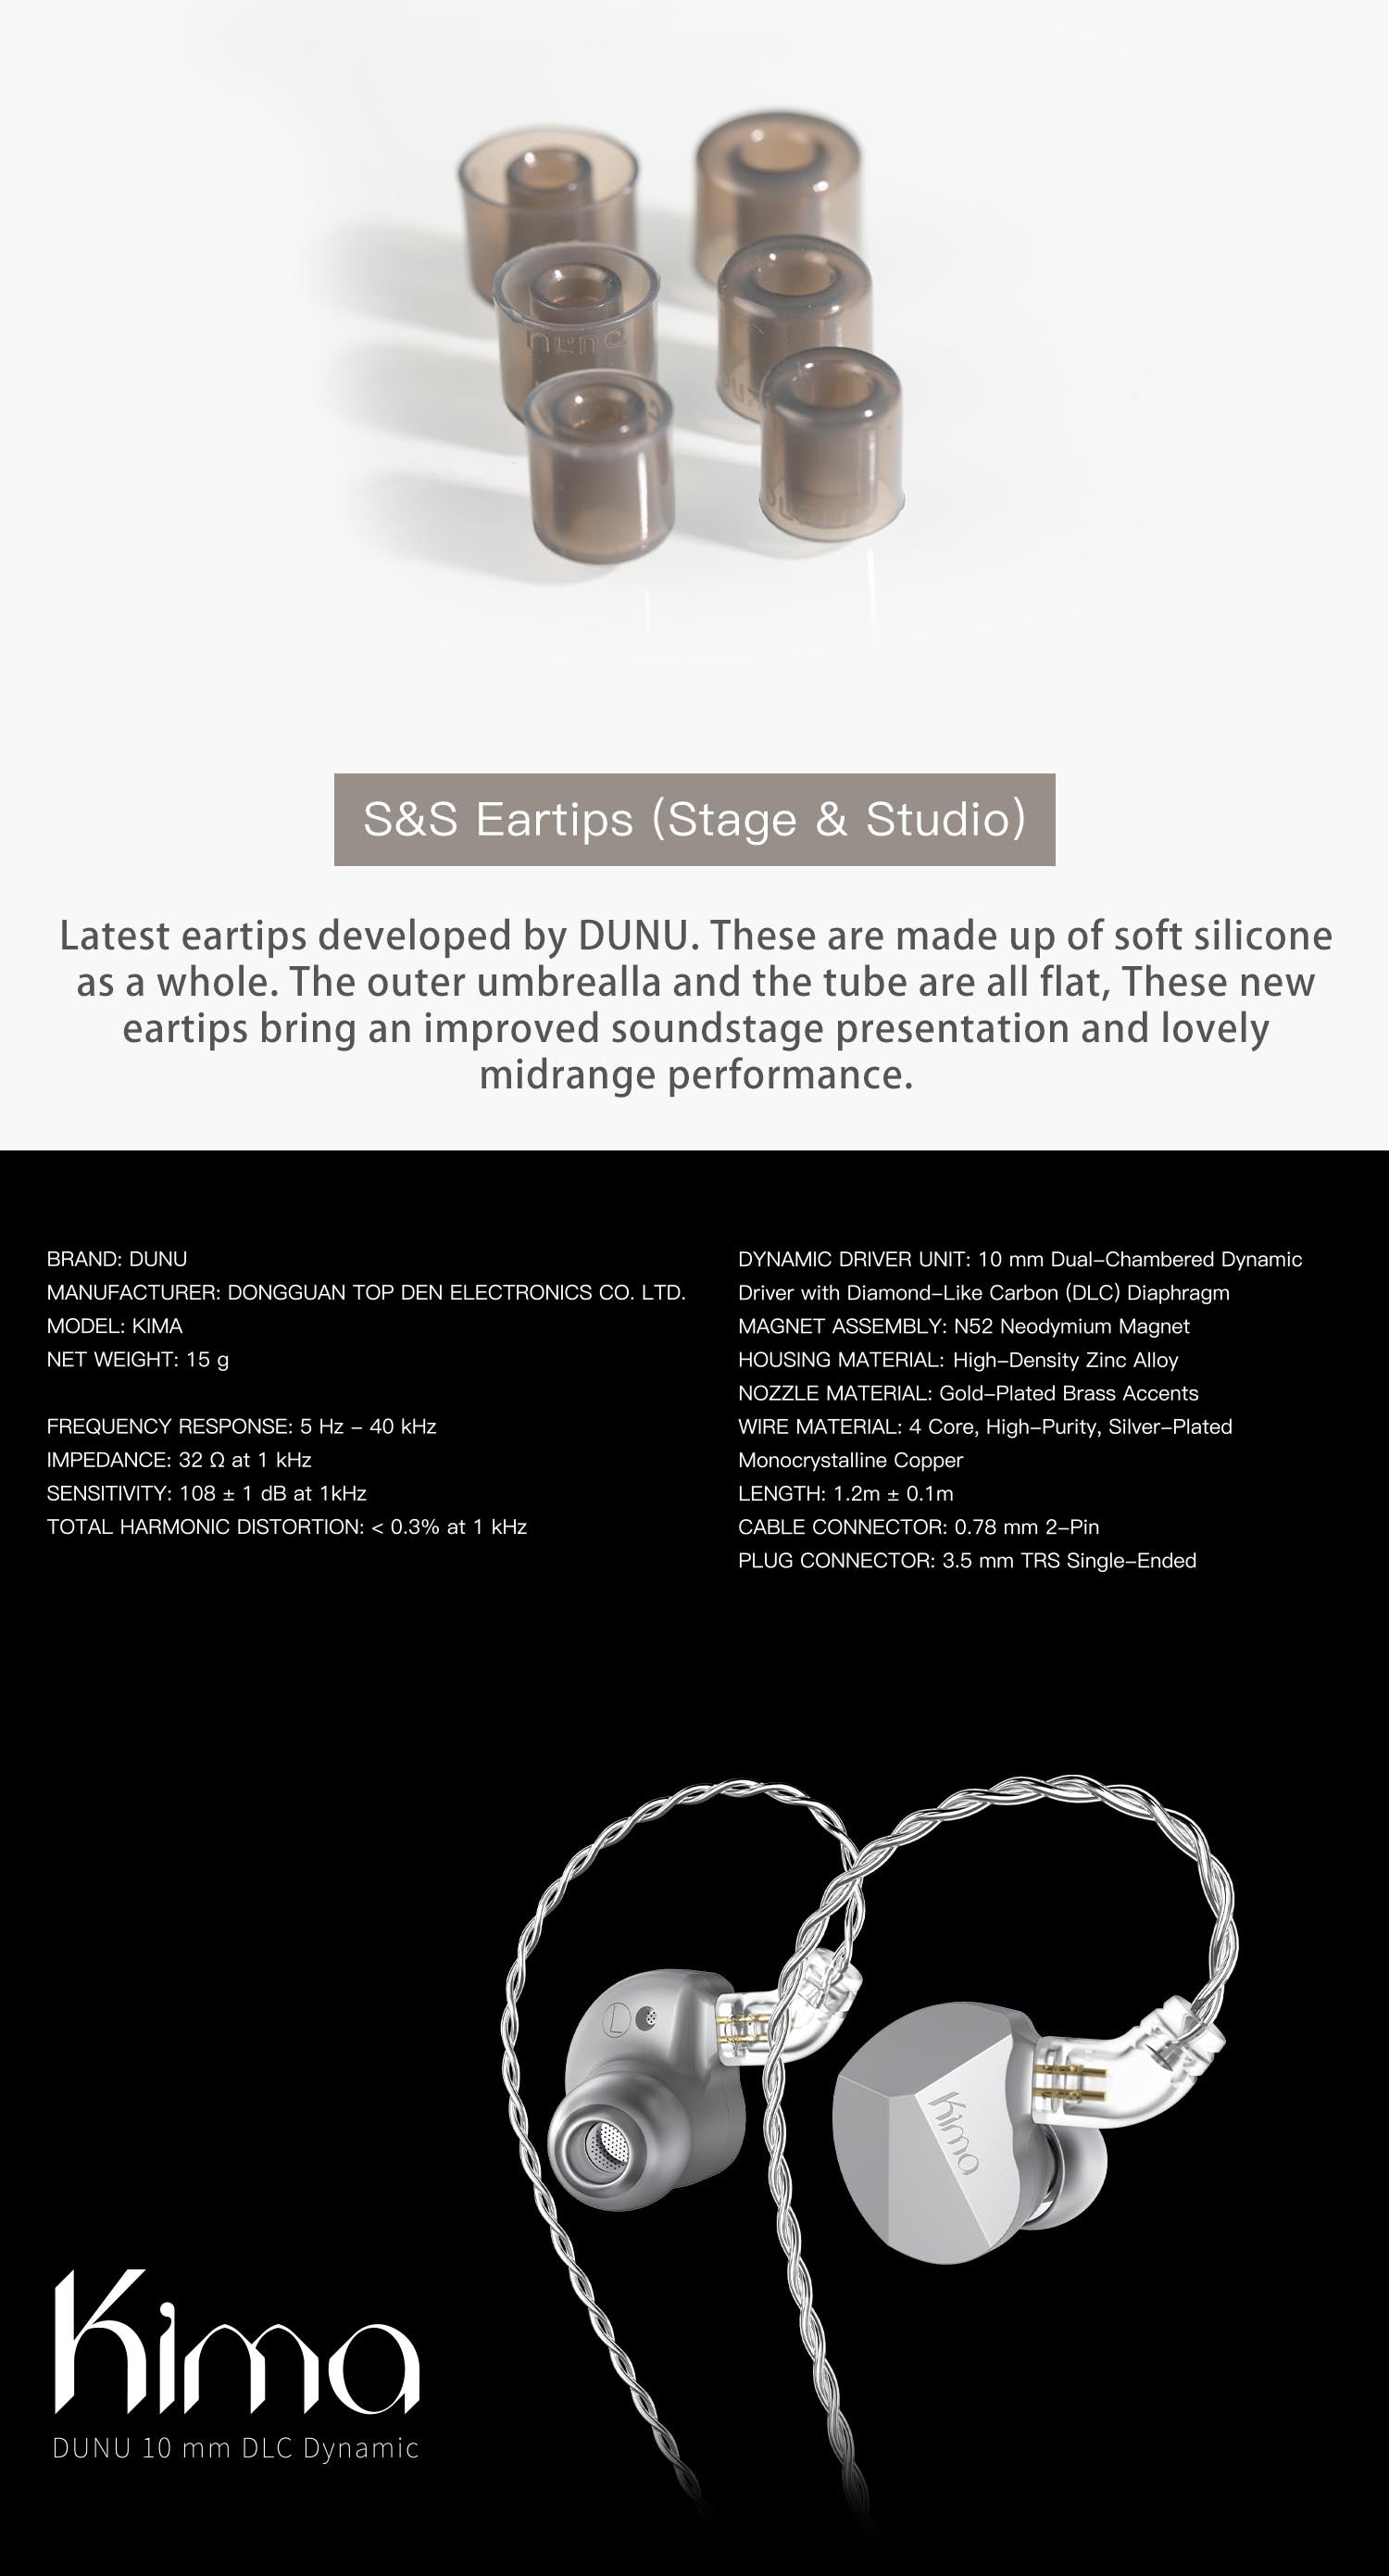 DUNU
S&S Eartips (Stage & Studio)
Latest eartips developed by DUNU. These are made up of soft silicone
as a whole. The outer umbrealla and the tube are all flat, These new
eartips bring an improved soundstage presentation and lovely
midrange performance.
BRAND: DUNU
MANUFACTURER: DONGGUAN TOP DEN ELECTRONICS CO. LTD.
MODEL: KIMA
NET WEIGHT: 15 g
FREQUENCY RESPONSE: 5 Hz – 40 kHz
IMPEDANCE: 32 Ω at 1 kHz
SENSITIVITY: 108 ± 1 dB at 1kHz
TOTAL HARMONIC DISTORTION: < 0.3% at 1 kHz
DYNAMIC DRIVER UNIT: 10 mm Dual–Chambered Dynamic
Driver with Diamond–Like Carbon (DLC) Diaphragm
MAGNET ASSEMBLY: N52 Neodymium Magnet
HOUSING MATERIAL: High–Density Zinc Alloy
NOZZLE MATERIAL: Gold–Plated Brass Accents
WIRE MATERIAL: 4 Core, High–Purity, Silver–Plated
Monocrystalline Copper
LENGTH: 1.2m ± 0.1m
CABLE CONNECTOR: 0.78 mm 2–Pin
PLUG CONNECTOR: 3.5 mm TRS Single–Ended
L
Kima
Kima
DUNU 10 mm DLC Dynamic